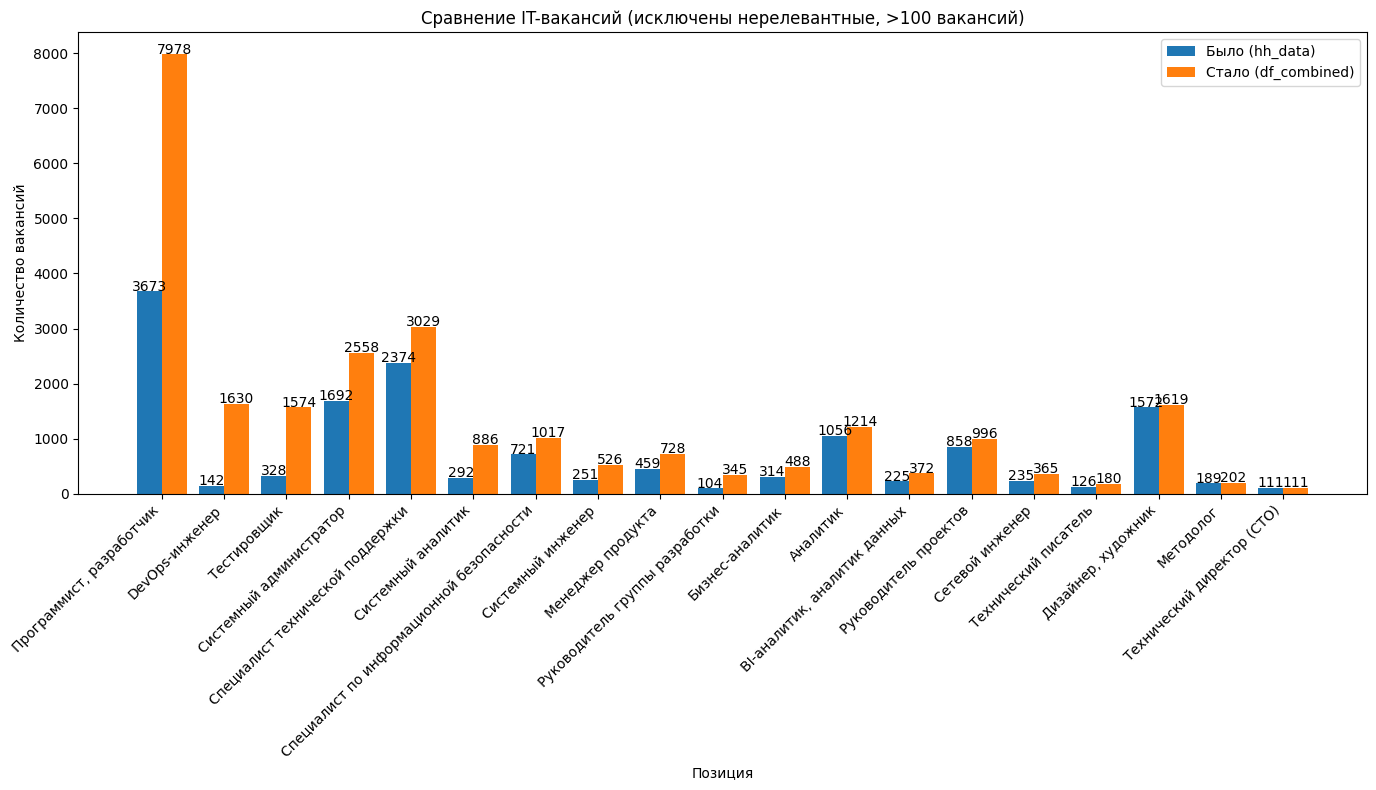 Сравнение IT-вакансий (исключены нерелевантные, >100 вакансий)
Было (hh_data)
Стало (df_combined)
Количество вакансий
8000
7000
6000
5000
4000
3000
2000
1000
0
3673
7978
142
1630
328
1574
1692
2558
2374
3029
292
886
721
1017
251
526
459
728
104
345
314
488
1056
1214
225
372
858
996
235
365
126
180
1572
1619
189
202
111
111
Программист, разработчик
DevOps-инженер
Тестировщик
Системный администратор
Специалист технической поддержки
Системный аналитик
Специалист по информационной безопасности
Системный инженер
Менеджер продукта
Руководитель группы разработки
Бизнес-аналитик
Аналитик
BI-аналитик, аналитик данных
Руководитель проектов
Сетевой инженер
Технический писатель
Дизайнер, художник
Методолог
Технический директор (CTO)
Позиция